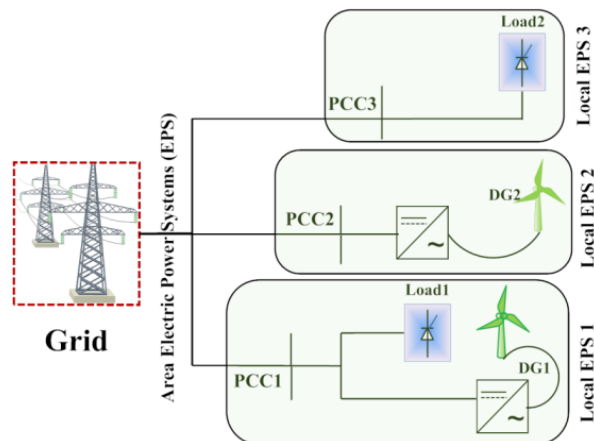 Load2
PCC3
Local EPS 3
Area Electric Power Systems (EPS)
DG2
PCC2
Local EPS 2
Grid
Load1
PCC1
DG1
Local EPS 1